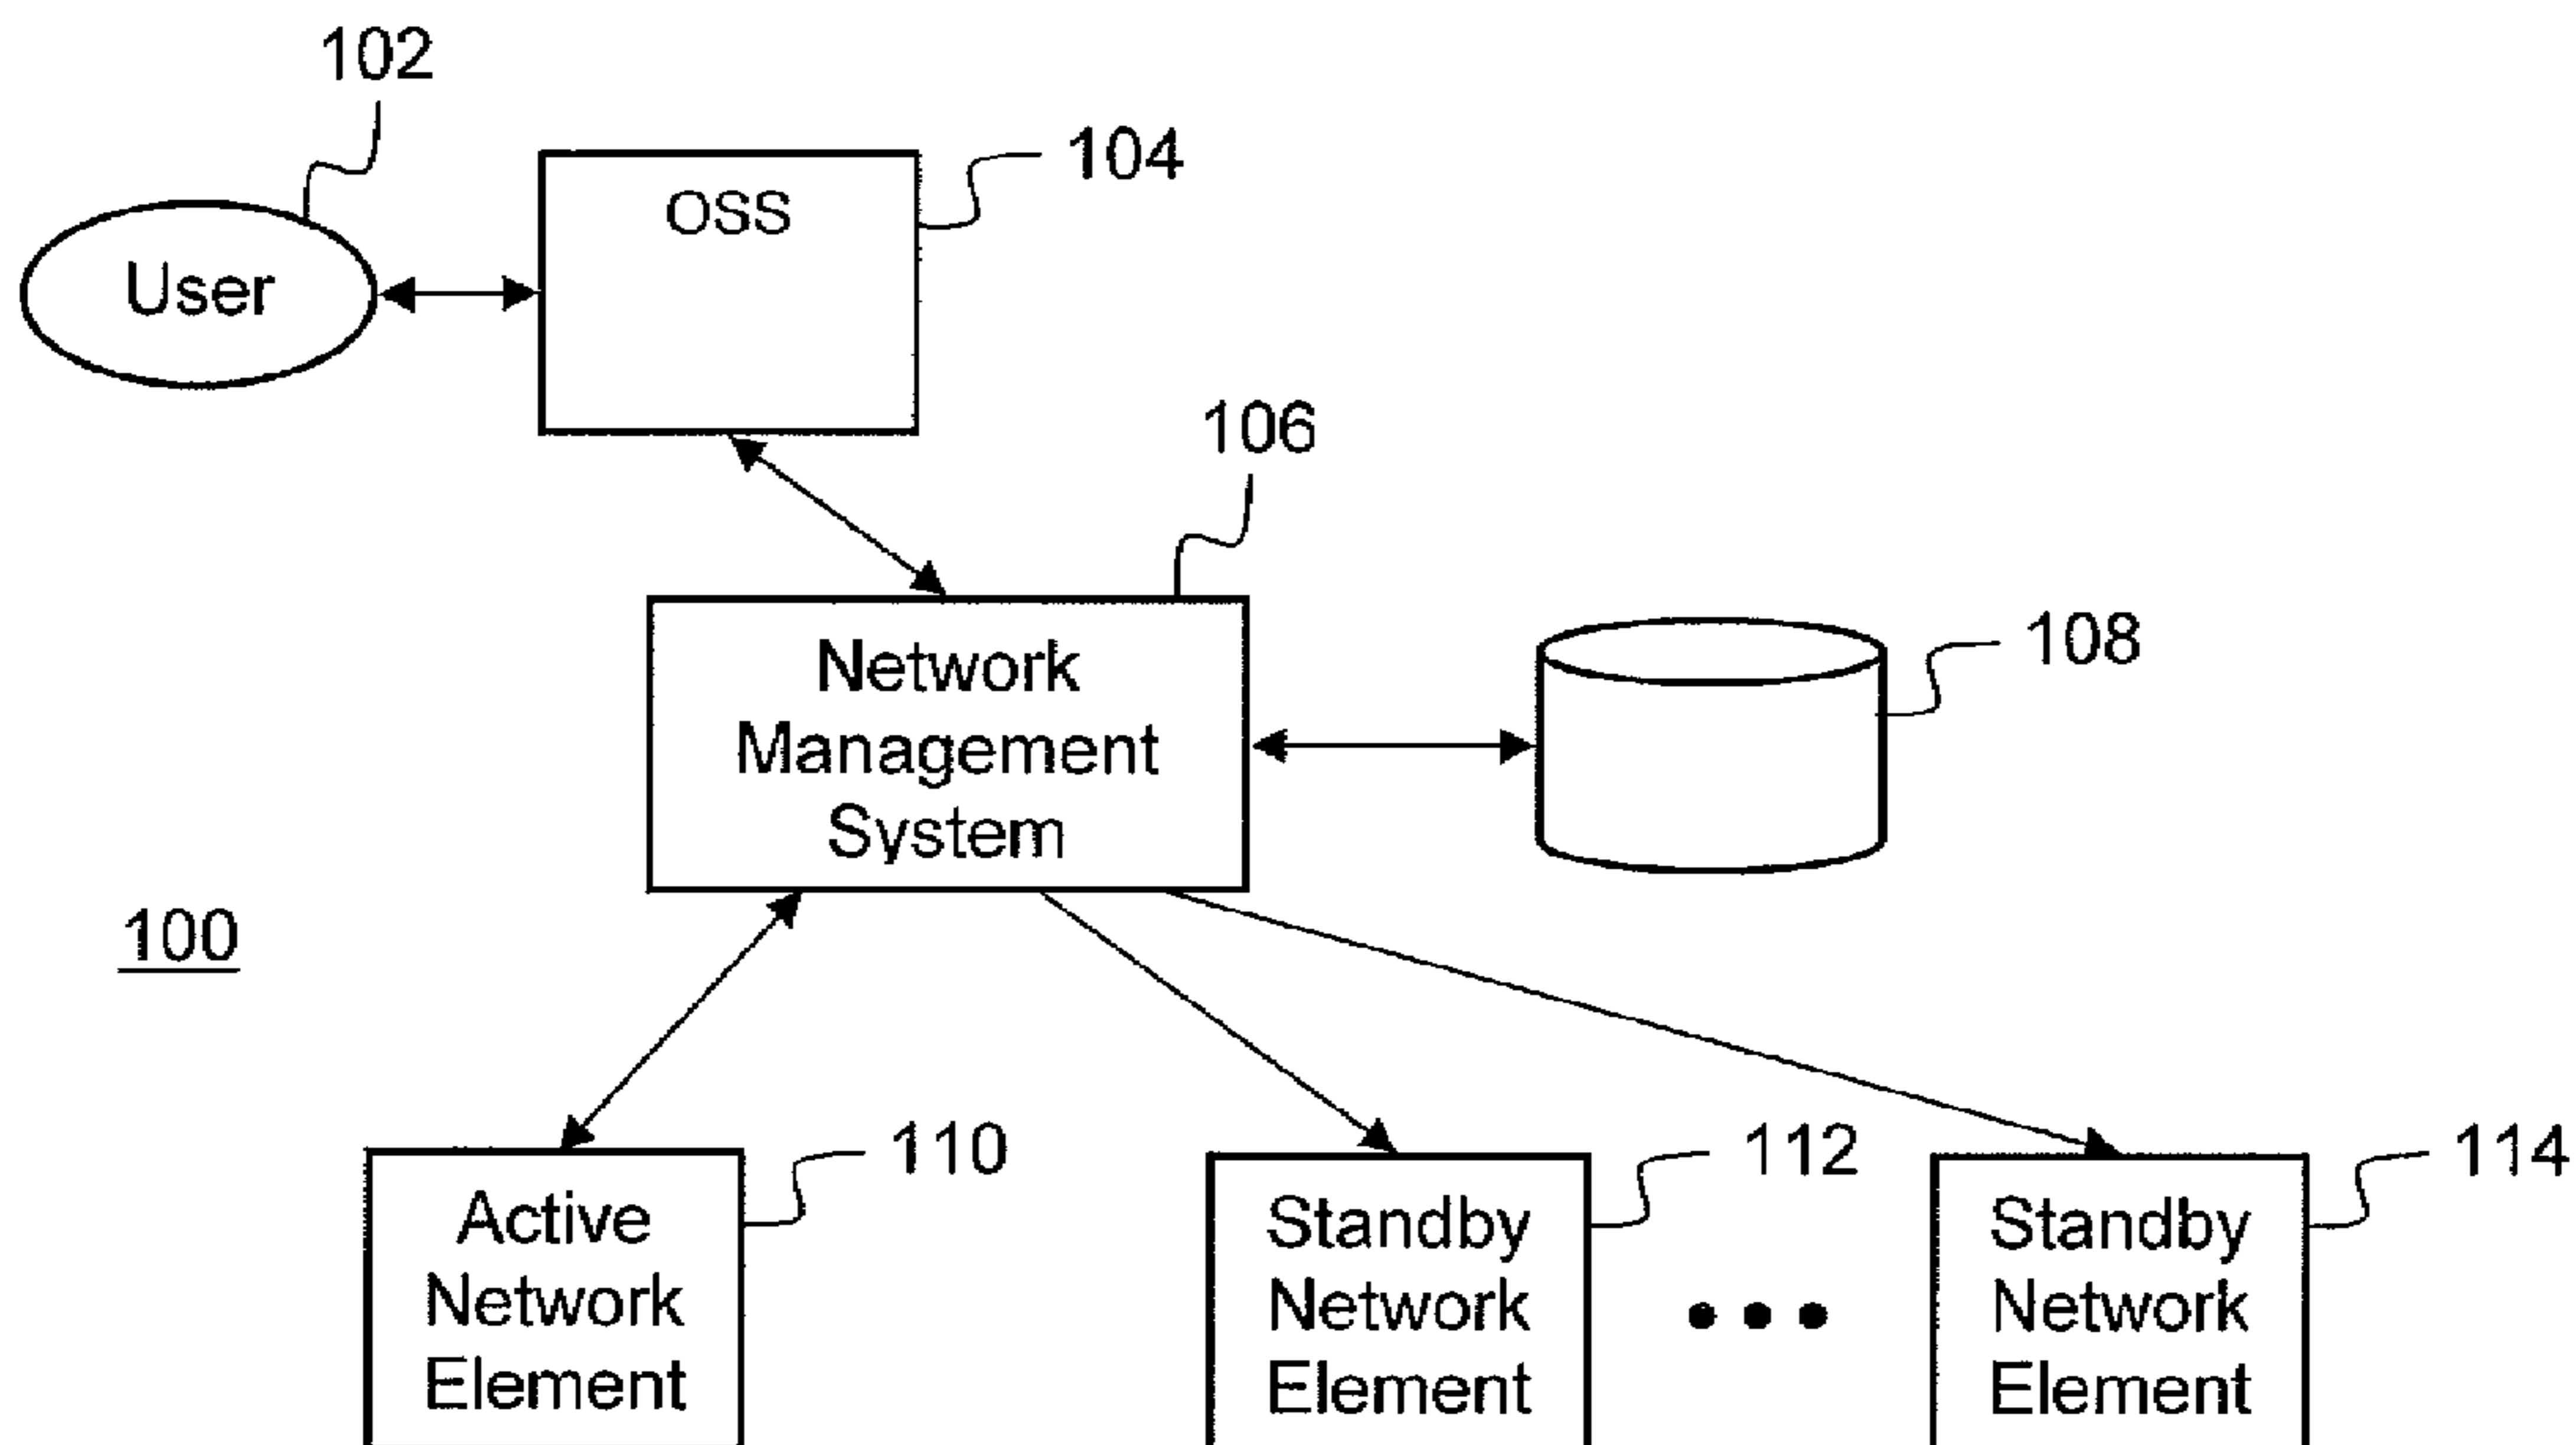 102
104
OSS
User
106
Network
Management
System
108
100
110
112
114
Active
Network
Element
Standby
Network
Element
Standby
Network
Element